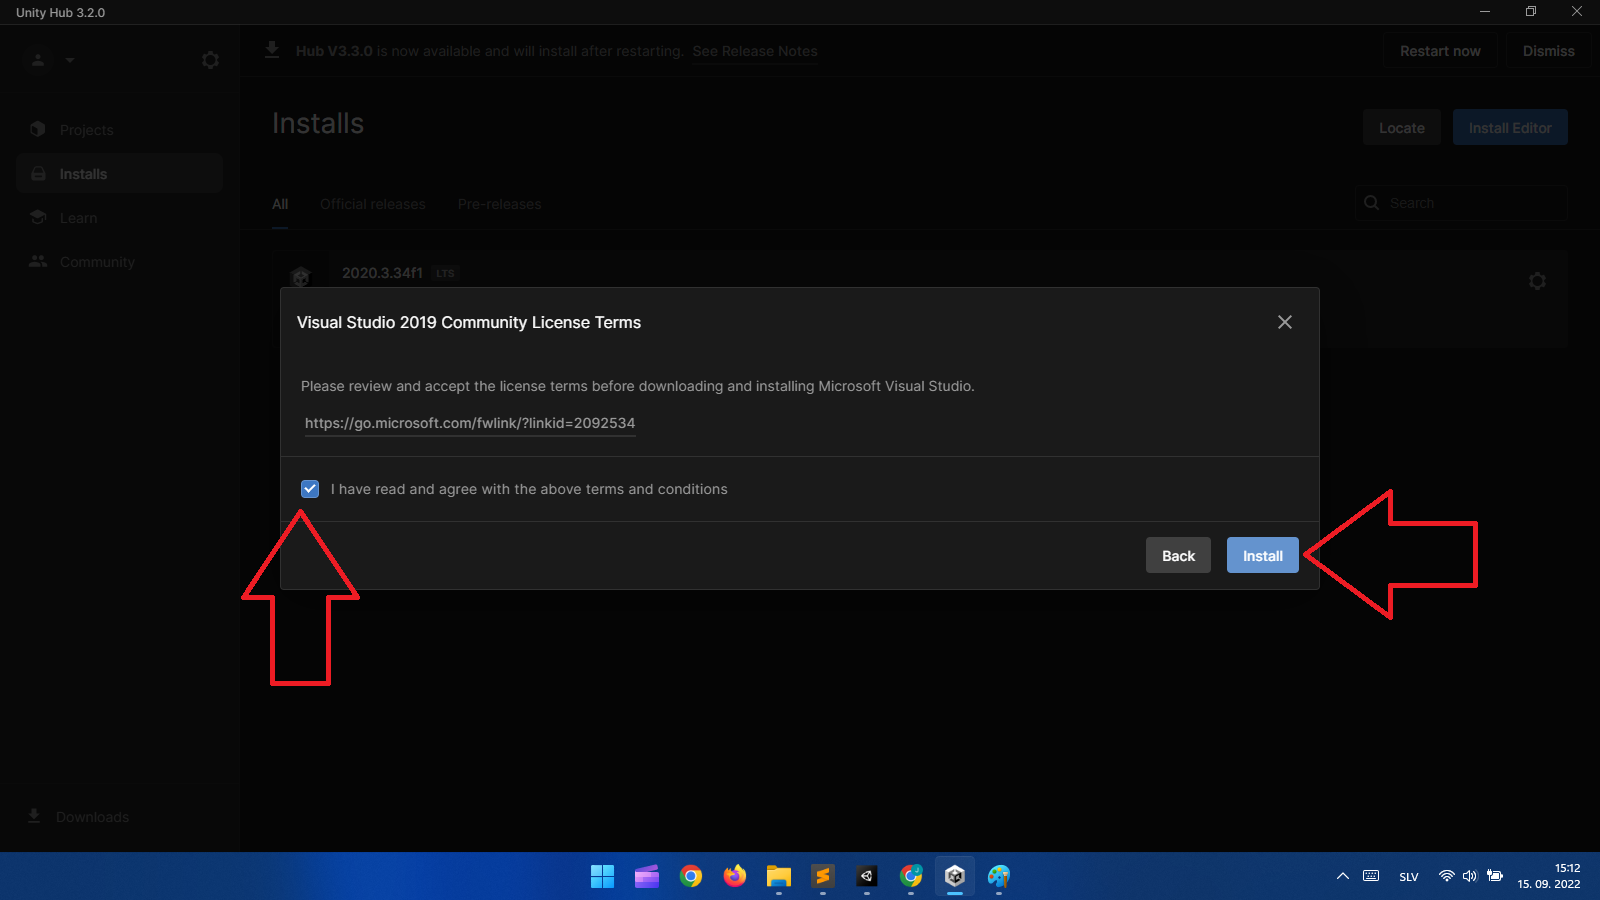 Unity Hub 3.2.0
Hub V3.3.0 is now available and will install after restarting. See Release Notes
Restart now
Dismiss
Projects
Installs
Learn
Community
Downloads
Installs
Locate
Install Editor
All
Official releases
Pre-releases
Search
2020.3.34f1 LTS
Visual Studio 2019 Community License Terms
Please review and accept the license terms before downloading and installing Microsoft Visual Studio.
https://go.microsoft.com/fwlink/?linkid=2092534
I have read and agree with the above terms and conditions
Back
Install
SLV
15:12
15. 09. 2022